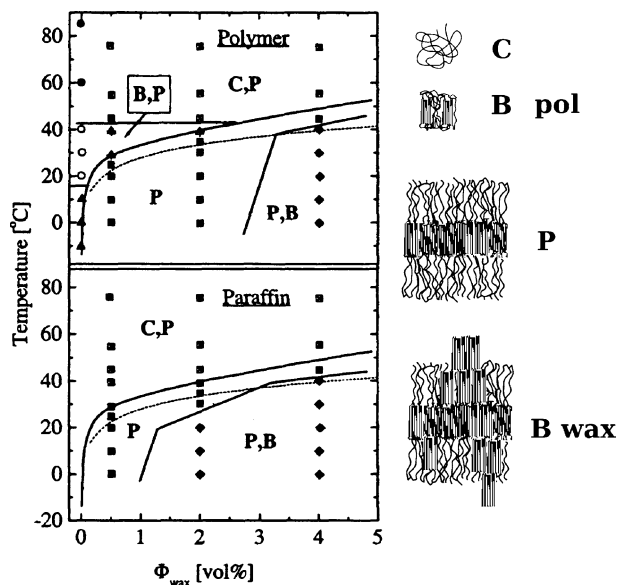 80
60
40
20
0
Polymer
B,P
C,P
P
P,B
C
B pol
P
B wax
Temperature [°C]
80
60
40
20
0
-20
Paraffin
C,P
P
P,B
0
1
2
3
4
5
Φwax [vol%]